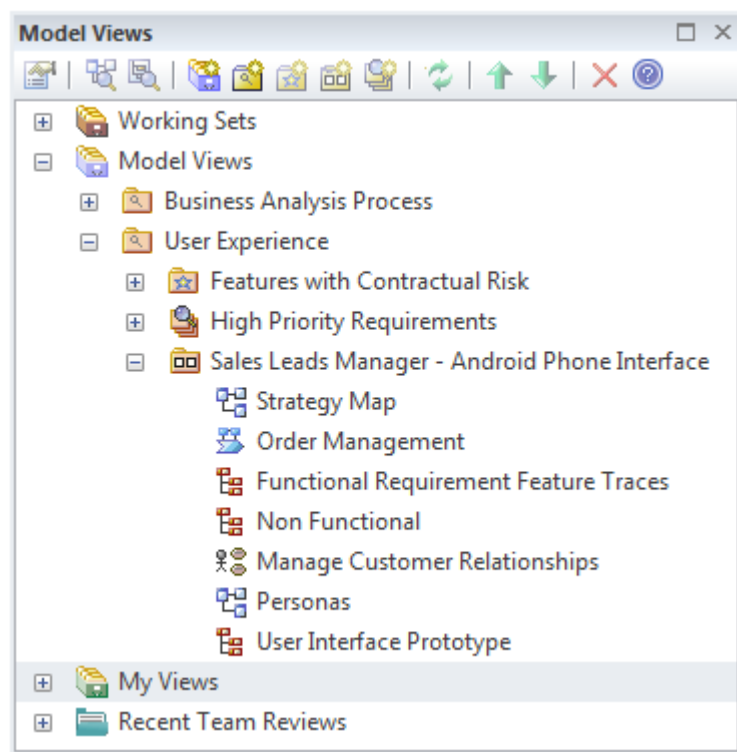 Model Views
Working Sets
Model Views
Business Analysis Process
User Experience
Features with Contractual Risk
High Priority Requirements
Sales Leads Manager - Android Phone Interface
Strategy Map
Order Management
Functional Requirement Feature Traces
Non Functional
Manage Customer Relationships
Personas
User Interface Prototype
My Views
Recent Team Reviews